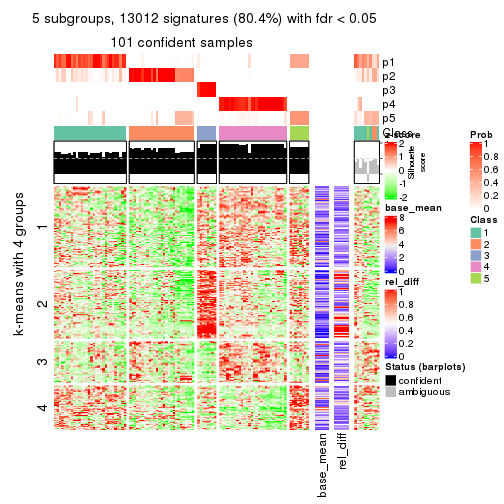 5 subgroups, 13012 signatures (80.4%) with fdr < 0.05
101 confident samples
p1
p2
p3
p4
p5
Class
Silhouette
score
k-means with 4 groups
1
2
3
4
base_mean
rel_diff
z-score
2
1
0
-1
-2
base_mean
8
6
4
2
0
rel_diff
1
0.8
0.6
0.4
0.2
0
Status (barplots)
confident
ambiguous
Prob
1
0.8
0.6
0.4
0.2
0
Class
1
2
3
4
5